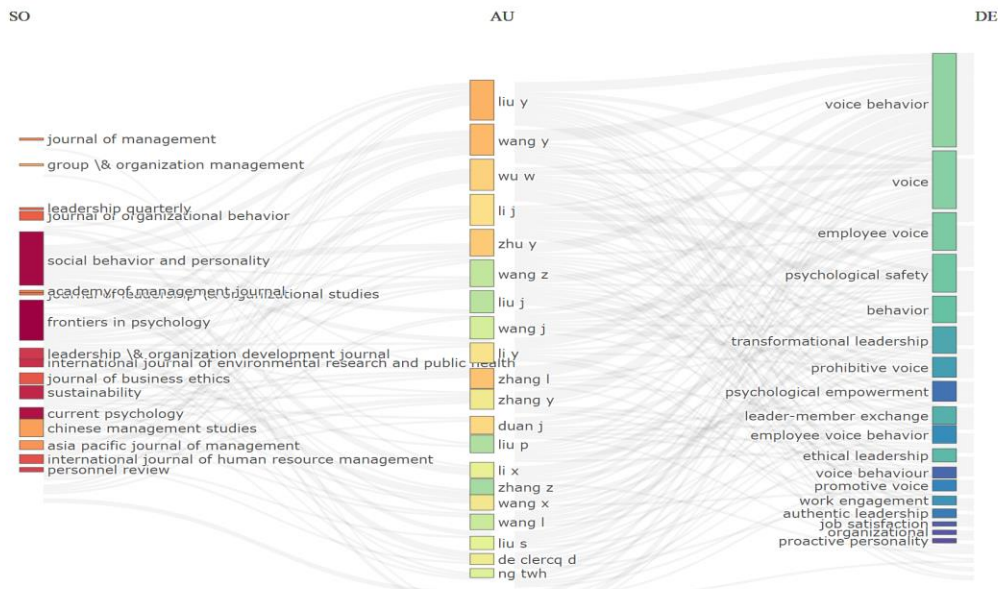 SO
AU
DE
journal of management
group \& organization management
leadership quarterly
journal of organizational behavior
social behavior and personality
academy of management journal
journal of leadership \& organizational studies
frontiers in psychology
leadership \& organization development journal
international journal of environmental research and public health
journal of business ethics
sustainability
current psychology
chinese management studies
asia pacific journal of management
international journal of human resource management
personnel review
liu y
wang y
wu w
li j
zhu y
wang z
liu j
wang j
li y
zhang l
zhang y
duan j
liu p
li x
zhang z
wang x
wang l
liu s
de clercq d
ng twh
voice behavior
voice
employee voice
psychological safety
behavior
transformational leadership
prohibitive voice
psychological empowerment
leader-member exchange
employee voice behavior
ethical leadership
voice behaviour
promotive voice
work engagement
authentic leadership
job satisfaction
organizational
proactive personality